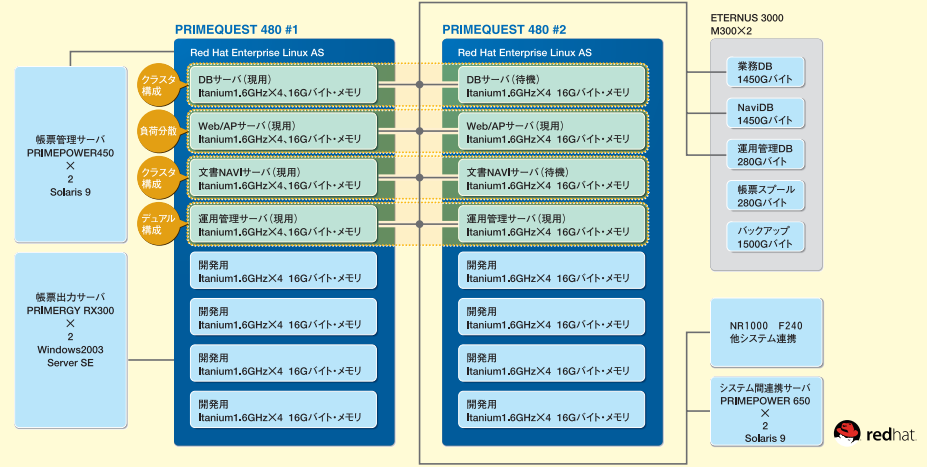 帳票管理サーバ
PRIMEPOWER450
×
2
Solaris 9
帳票出力サーバ
PRIMERGY RX300
×
2
Windows2003
Server SE
クラスタ
構成
負荷分散
クラスタ
構成
デュアル
構成
PRIMEQUEST 480 #1
Red Hat Enterprise Linux AS
DBサーバ(現用)
Itanium1.6GHz×4、16Gバイト・メモリ
Web/APサーバ(現用)
Itanium1.6GHz×4、16Gバイト・メモリ
文書NAVIサーバ(現用)
Itanium1.6GHz×4、16Gバイト・メモリ
運用管理サーバ(現用)
Itanium1.6GHz×4、16Gバイト・メモリ
開発用
Itanium1.6GHz×4 16Gバイト・メモリ
開発用
Itanium1.6GHz×4 16Gバイト・メモリ
開発用
Itanium1.6GHz×4 16Gバイト・メモリ
開発用
Itanium1.6GHz×4 16Gバイト・メモリ
PRIMEQUEST 480 #2
Red Hat Enterprise Linux AS
DBサーバ(待機)
Itanium1.6GHz×4 16Gバイト・メモリ
Web/APサーバ(現用)
Itanium1.6GHz×4 16Gバイト・メモリ
文書NAVIサーバ(待機)
Itanium1.6GHz×4 16Gバイト・メモリ
運用管理サーバ(現用)
Itanium1.6GHz×4 16Gバイト・メモリ
開発用
Itanium1.6GHz×4 16Gバイト・メモリ
開発用
Itanium1.6GHz×4 16Gバイト・メモリ
開発用
Itanium1.6GHz×4 16Gバイト・メモリ
開発用
Itanium1.6GHz×4 16Gバイト・メモリ
ETERNUS 3000
M300×2
業務DB
1450Gバイト
NaviDB
1450Gバイト
運用管理DB
280Gバイト
帳票スプール
280Gバイト
バックアップ
1500Gバイト
NR1000 F240
他システム連携
システム間連携サーバ
PRIMEPOWER 650
×
2
Solaris 9
redhat.